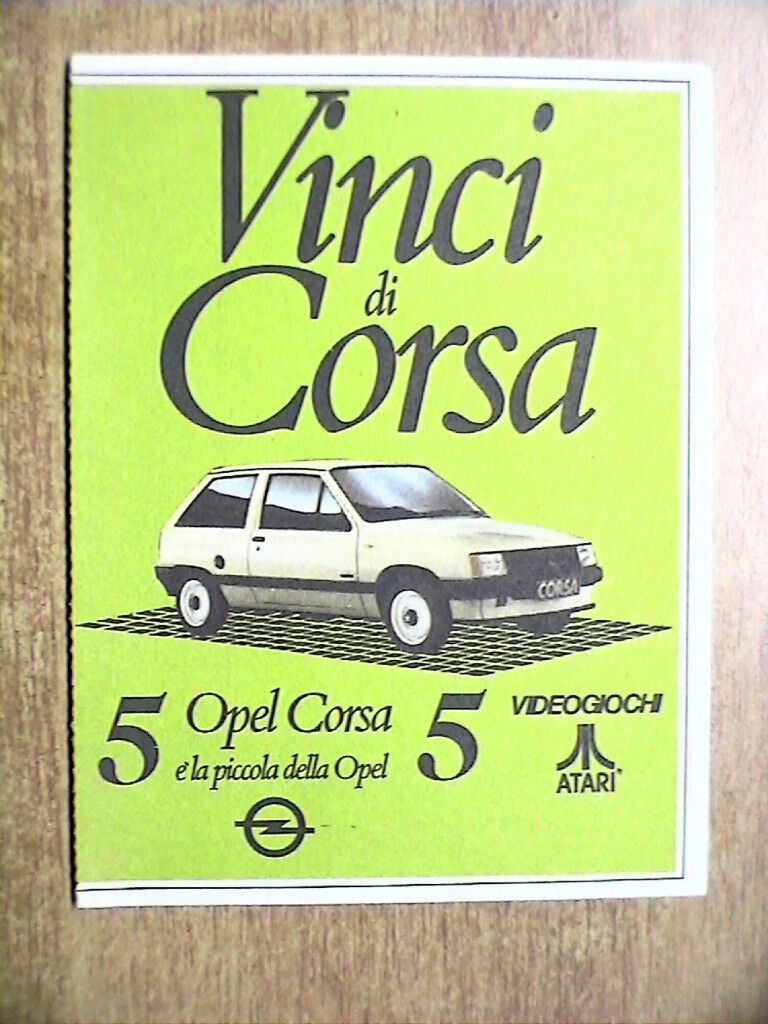 Vinci
di
Corsa
CORSA
5 Opel Corsa
è la piccola della Opel
5 VIDEOGIOCHI
ATARI®